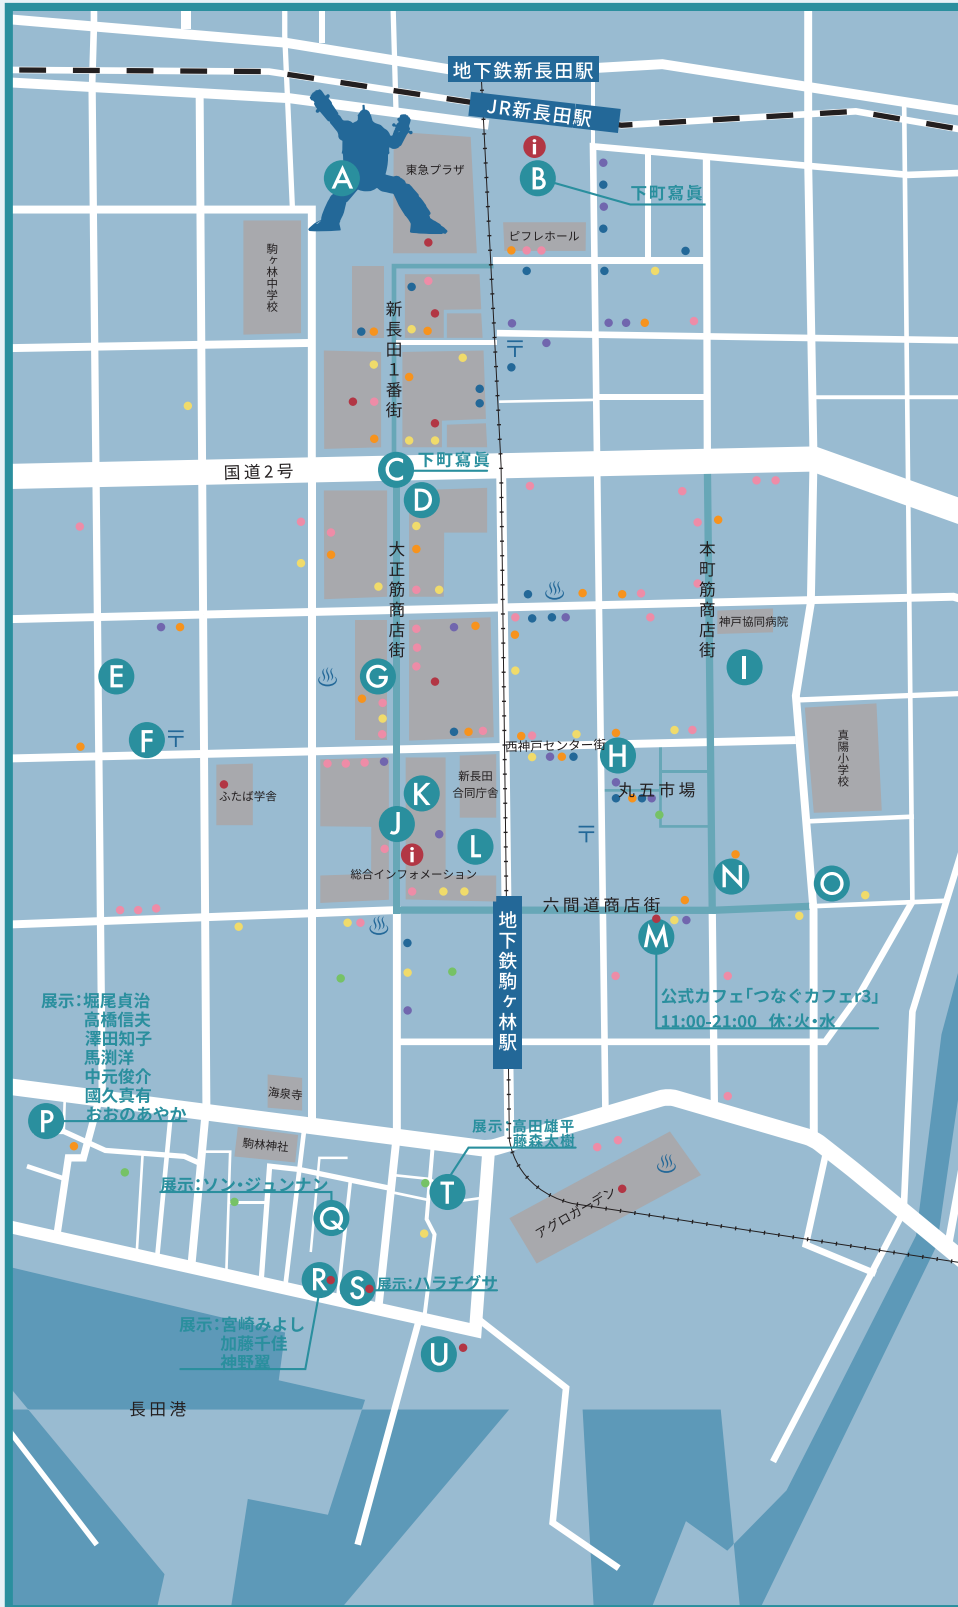 地下鉄新長田駅
JR新長田駅
i
A
東急プラザ
B
下町寫眞
ピフレホール
駒ヶ林中学校
新長田1番街
〒
国道2号
C
下町寫眞
D
大正筋商店街
本町筋商店街
神戸協同病院
E
G
I
F
〒
西神戸センター街
H
真陽小学校
ふたば学舎
新長田
合同庁舎
K
丸五市場
J
i
L
〒
総合インフォメーション
N
O
六間道商店街
地下鉄駒ヶ林駅
M
展示:堀尾貞治
高橋信夫
澤田知子
馬渕洋
中元俊介
國久真有
おおのあやか
公式カフェ「つなぐカフェr3」
11:00-21:00 休:火・水
海泉寺
P
駒林神社
展示:高田雄平
藤森太樹
展示:ソン・ジュンナン
T
アグロガーデン
Q
R
S
展示:ハラチグサ
展示:宮崎みよし
加藤千佳
神野翼
U
長田港